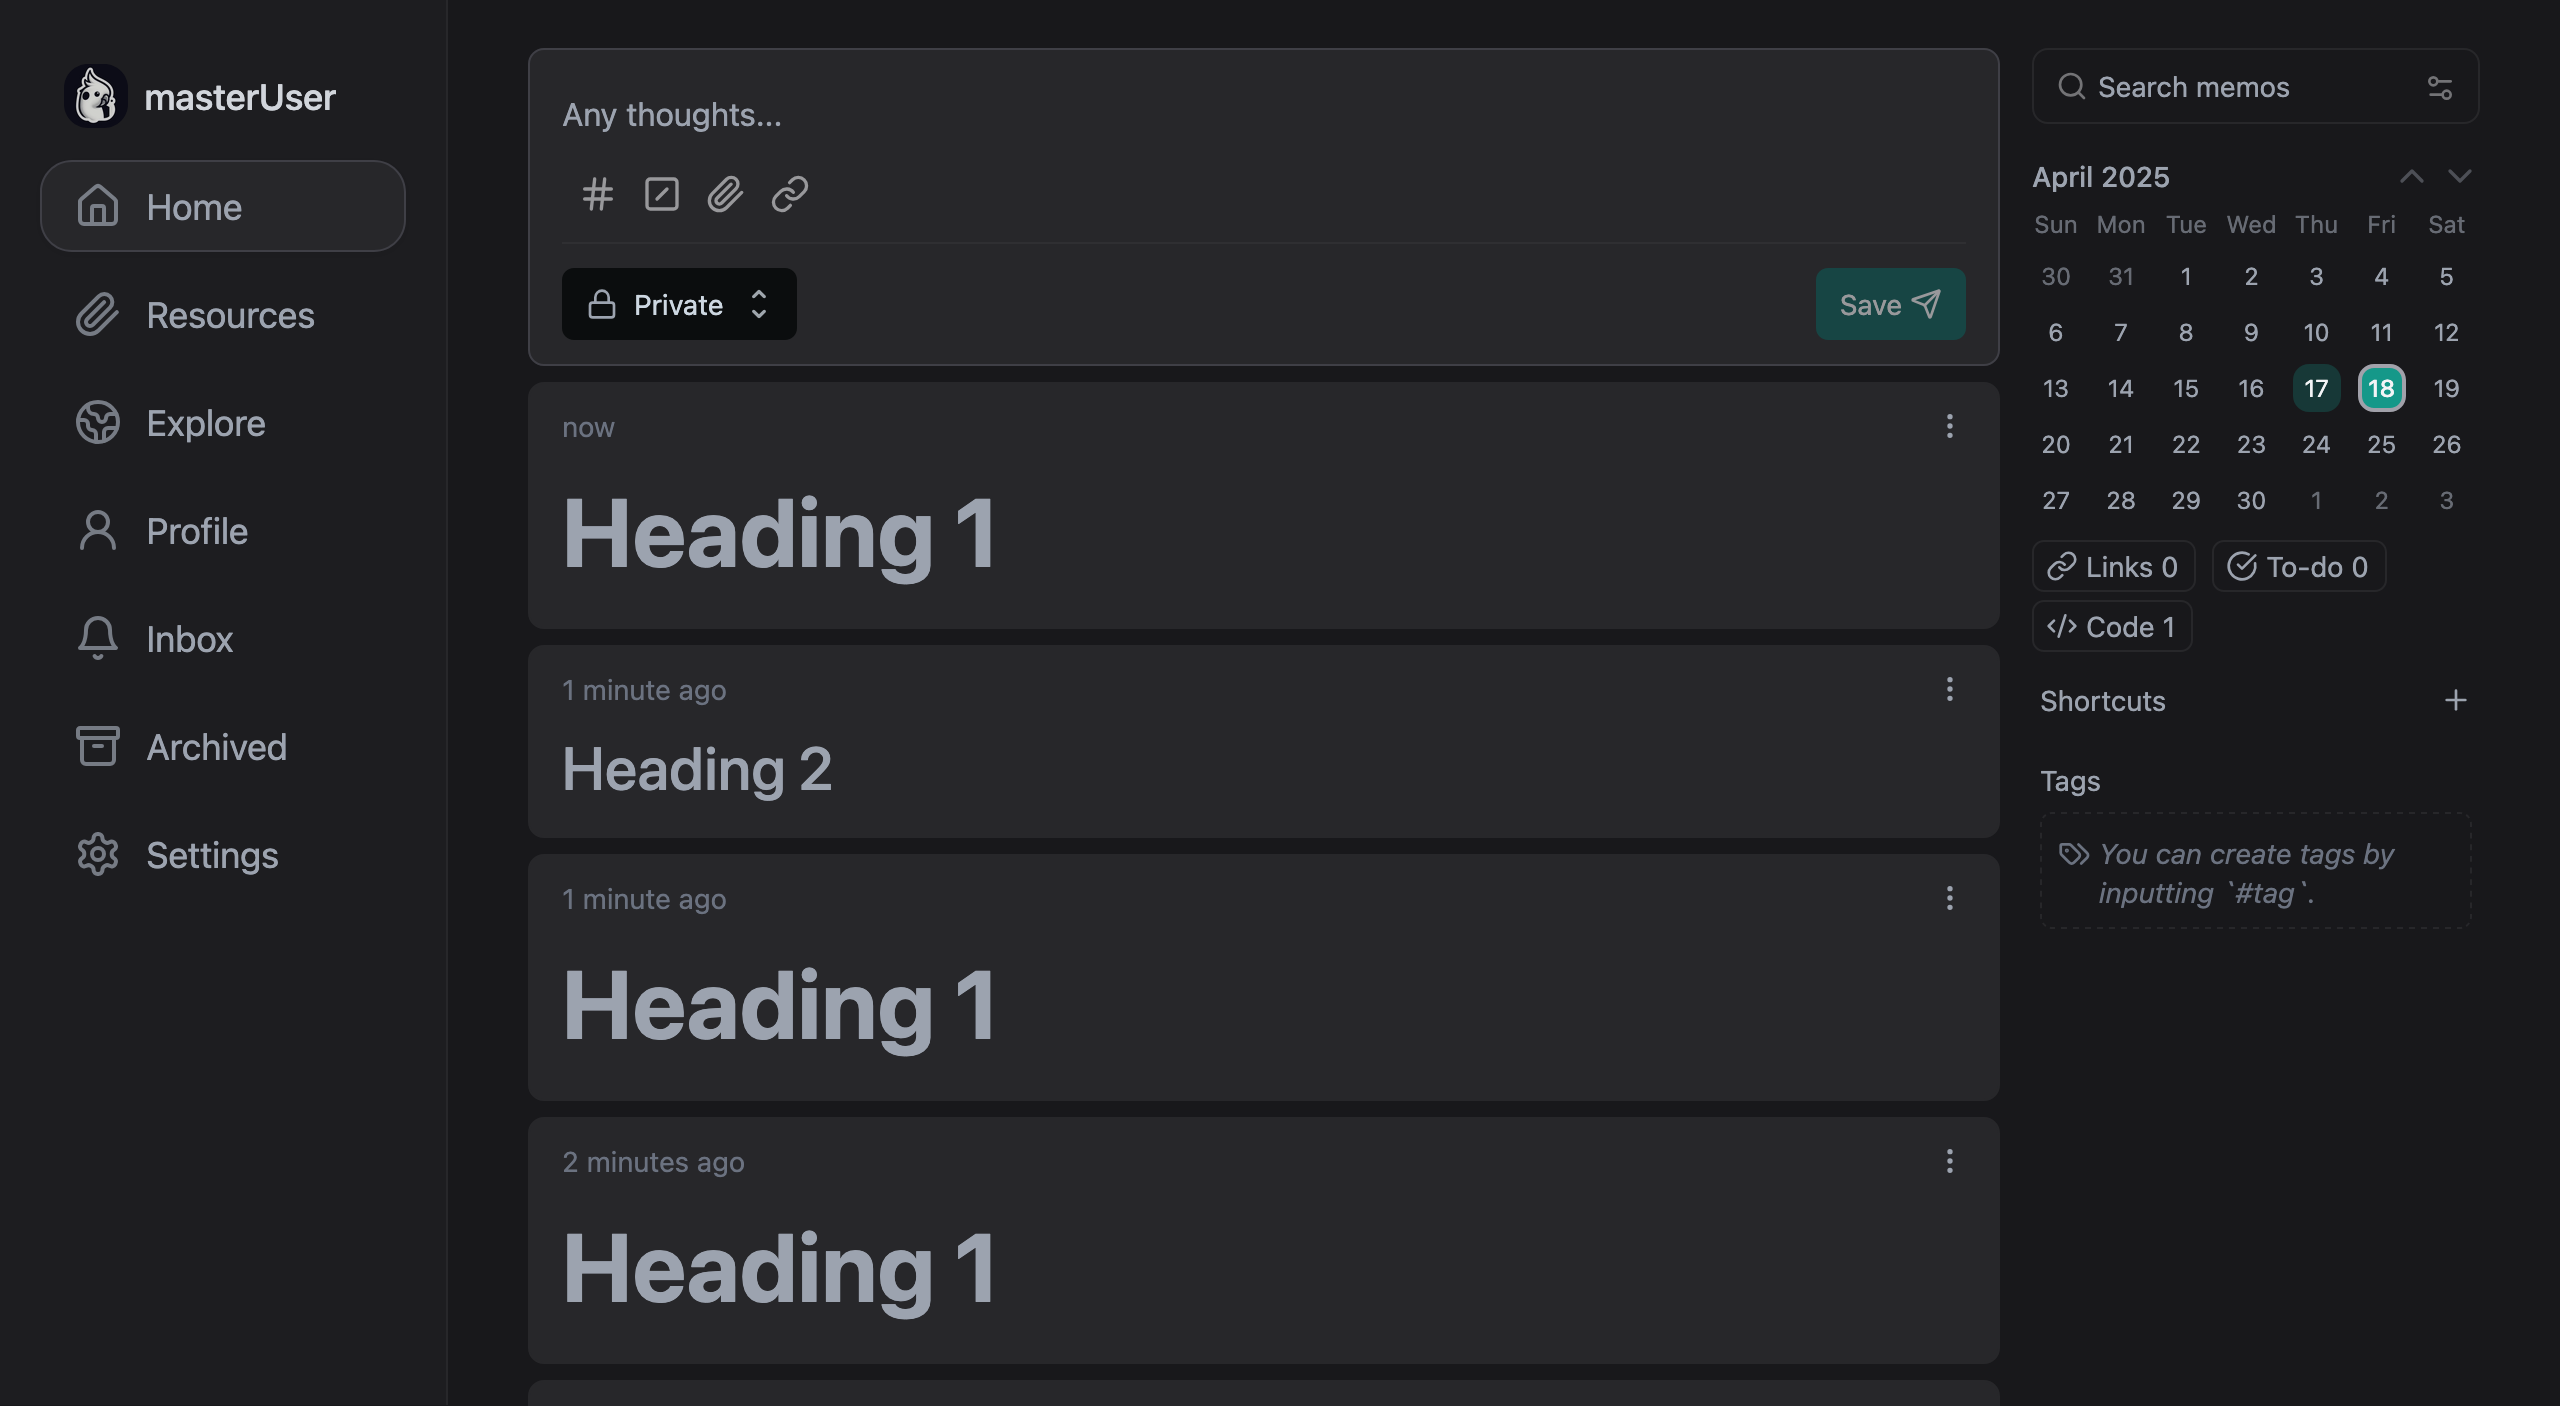 masterUser
Home
Resources
Explore
Profile
Inbox
Archived
Settings
Any thoughts...
Private
Save
now
Heading 1
1 minute ago
Heading 2
1 minute ago
Heading 1
2 minutes ago
Heading 1
Search memos
April 2025
Sun Mon Tue Wed Thu Fri Sat
30 31 1 2 3 4 5
6 7 8 9 10 11 12
13 14 15 16 17 18 19
20 21 22 23 24 25 26
27 28 29 30 1 2 3
Links 0 To-do 0
Code 1
Shortcuts
Tags
You can create tags by
inputting `#tag`.